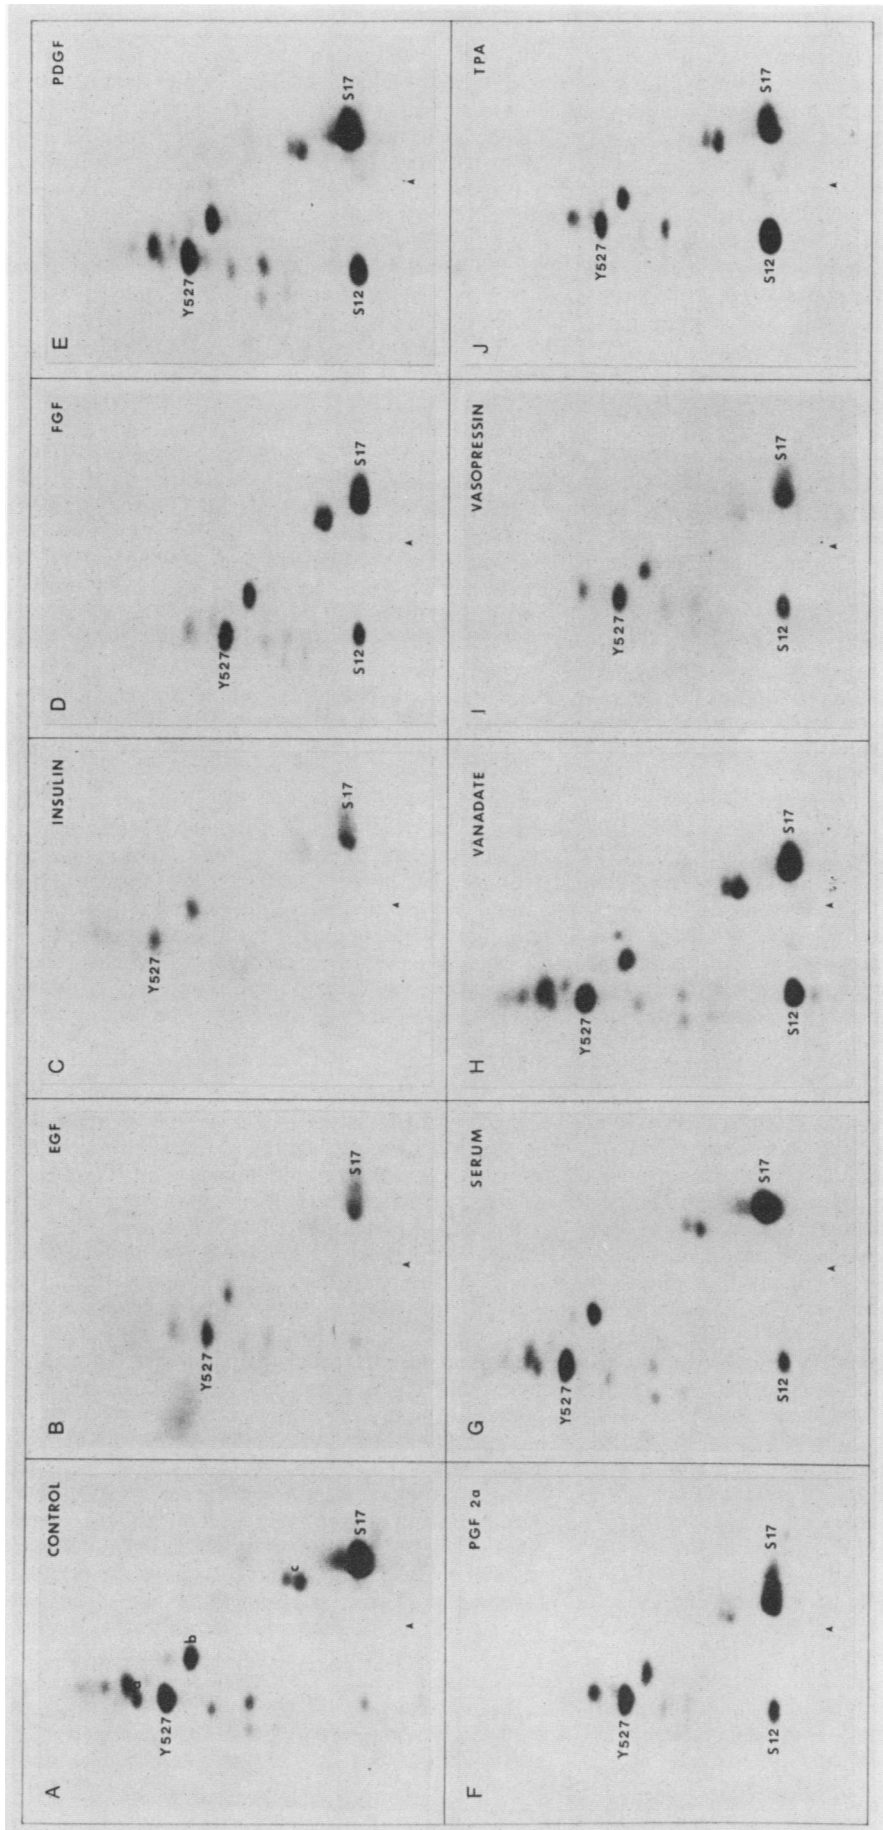 A CONTROL
a
Y527
b
c
S17
B EGF
Y527
S17
C INSULIN
Y527
S17
D FGF
Y527
S12
S17
E PDGF
Y527
S12
S17
F PGF 2α
Y527
S12
S17
G SERUM
Y527
S12
S17
H VANADATE
Y527
S12
S17
I VASOPRESSIN
Y527
S12
S17
J TPA
Y527
S12
S17